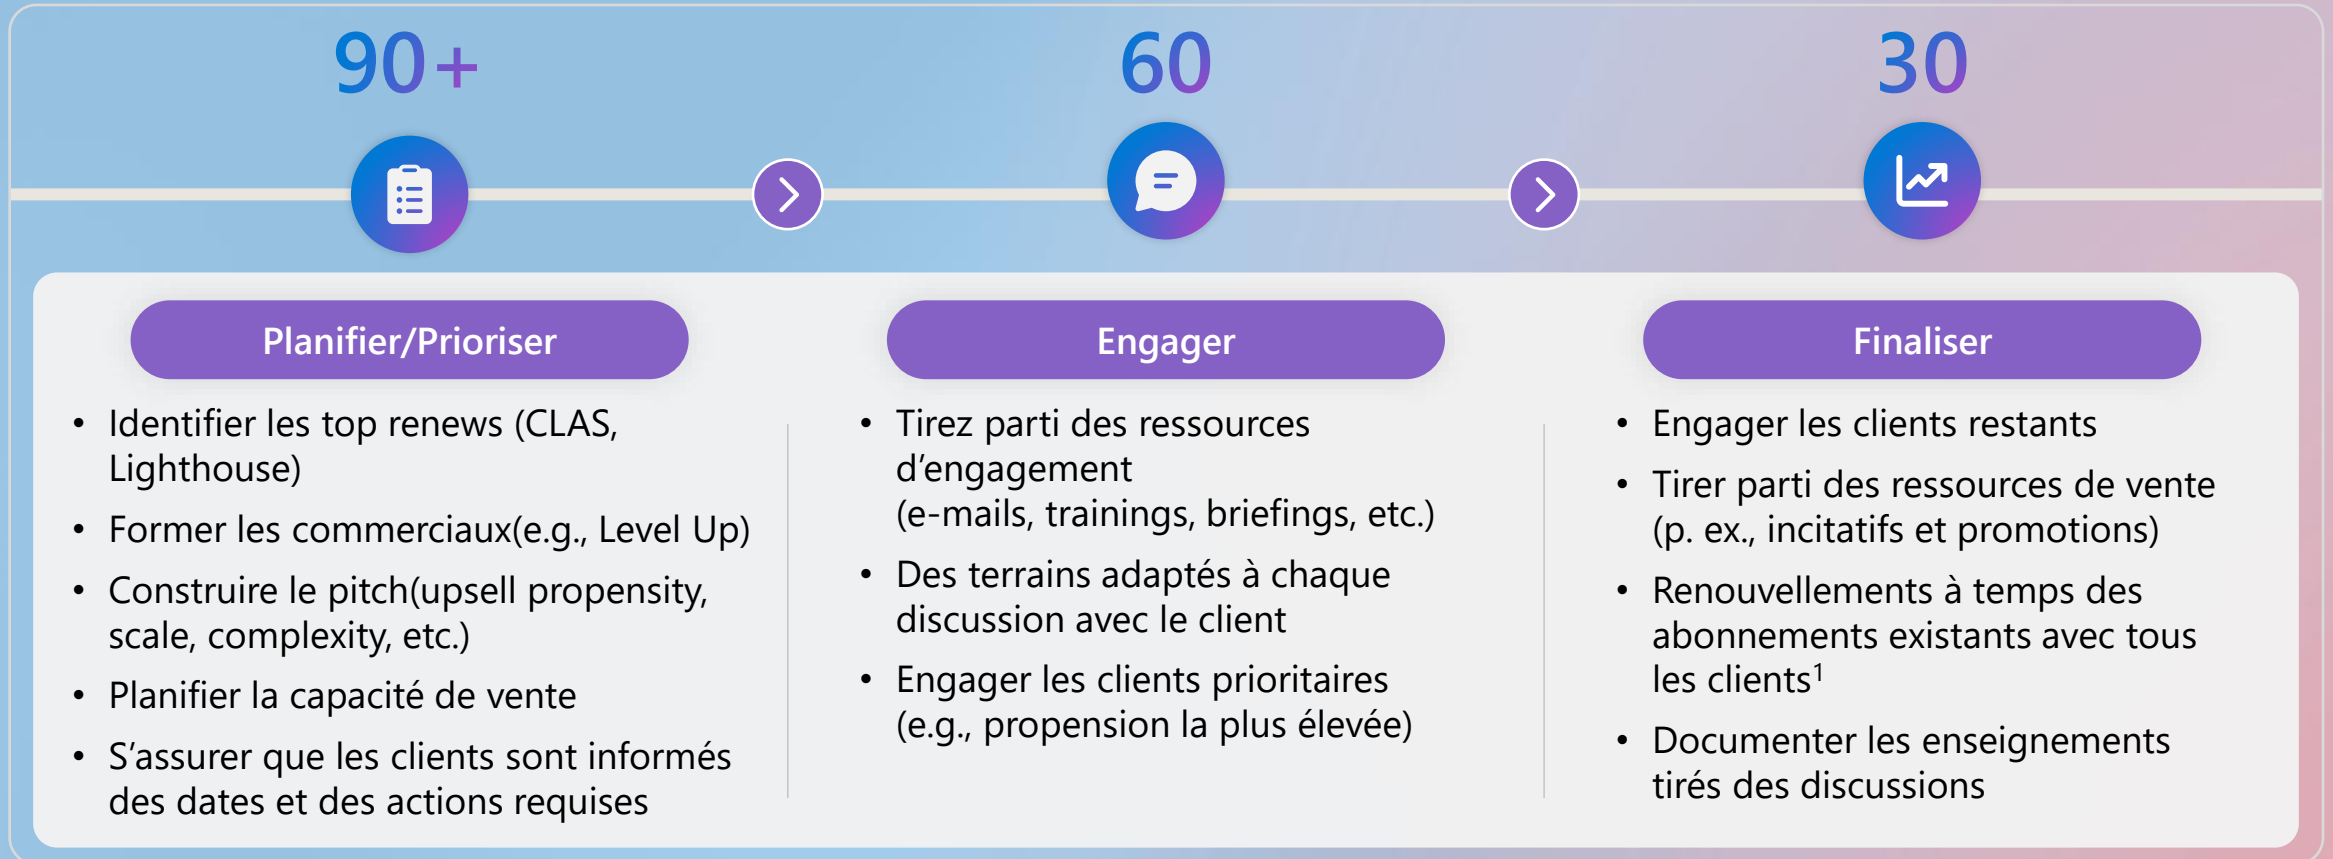 90+
60
30
Planifier/Prioriser
• Identifier les top renews (CLAS,
Lighthouse)
• Former les commerciaux(e.g., Level Up)
• Construire le pitch(upsell propensity,
scale, complexity, etc.)
• Planifier la capacité de vente
• S’assurer que les clients sont informés
des dates et des actions requises
Engager
• Tirez parti des ressources
d’engagement
(e-mails, trainings, briefings, etc.)
• Des terrains adaptés à chaque
discussion avec le client
• Engager les clients prioritaires
(e.g., propension la plus élevée)
Finaliser
• Engager les clients restants
• Tirer parti des ressources de vente
(p. ex., incitatifs et promotions)
• Renouvellements à temps des
abonnements existants avec tous
les clients¹
• Documenter les enseignements
tirés des discussions